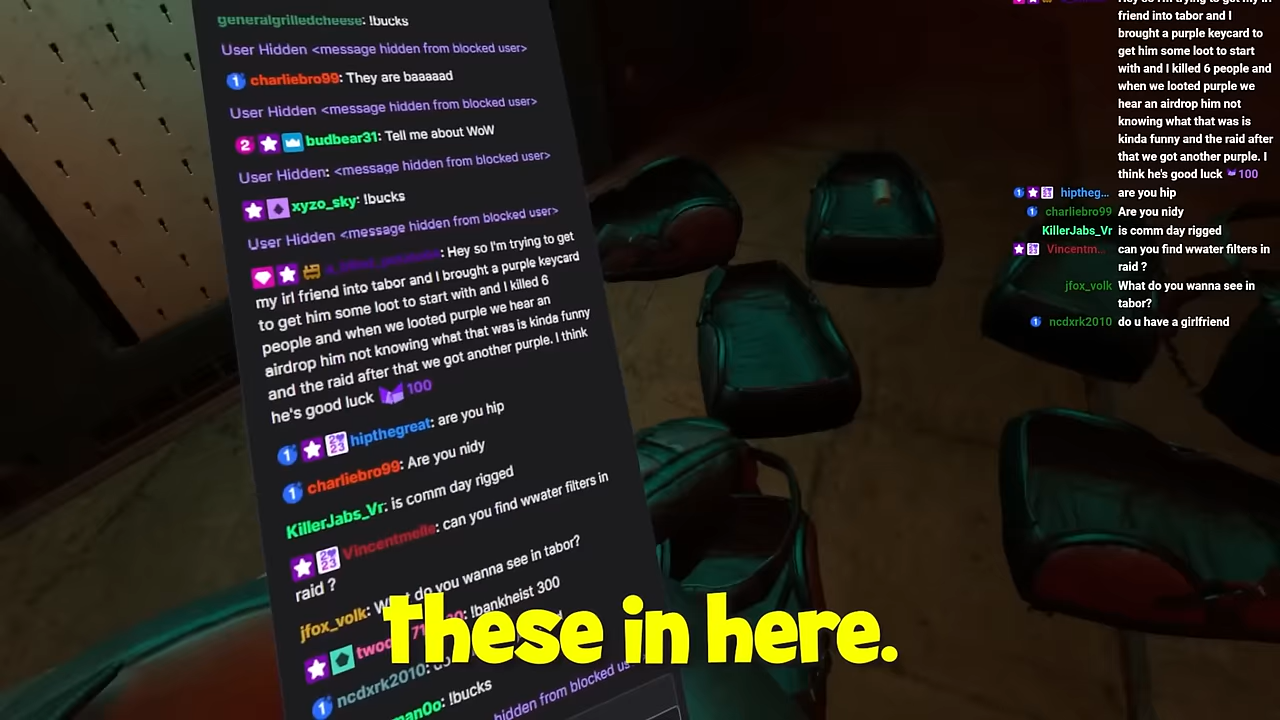 generalgrilledcheese: !bucks
User Hidden <message hidden from blocked user>
1 charliebro99: They are baaaaad
User Hidden <message hidden from blocked user>
2 budbear31: Tell me about WoW
User Hidden: <message hidden from blocked user>
xyzo_sky: !bucks
User Hidden <message hidden from blocked user>
: Hey so I'm trying to get
my irl friend into tabor and I brought a purple keycard
to get him some loot to start with and I killed 6
people and when we looted purple we hear an
airdrop him not knowing what that was is kinda funny
and the raid after that we got another purple. I think
he's good luck 100
1 hipthegreat: are you hip
1 charliebro99: Are you nidy
KillerJabs_Vr: is comm day rigged
Vincentmelle: can you find wwater filters in
raid ?
jfox_volk: What do you wanna see in tabor?
!bankheist 300
1 ncdxrk2010:
man0o: !bucks
hidden from blocked
These in here.
friend into tabor and I
brought a purple keycard to
get him some loot to start
with and I killed 6 people and
when we looted purple we
hear an airdrop him not
knowing what that was is
kinda funny and the raid after
that we got another purple. I
think he's good luck 100
1 hiptheg... are you hip
1 charliebro99 Are you nidy
KillerJabs_Vr is comm day rigged
Vincentm... can you find wwater filters in
raid ?
jfox_volk What do you wanna see in
tabor?
1 ncdxrk2010 do u have a girlfriend